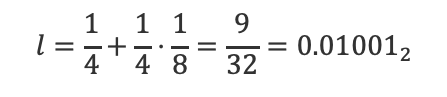 l = 1/4 + 1/4 · 1/8 = 9/32 = 0.01001₂